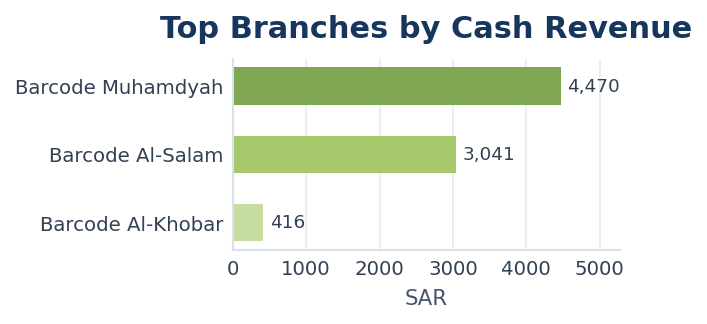 Top Branches by Cash Revenue
Barcode Muhamdyah 4,470
Barcode Al-Salam 3,041
Barcode Al-Khobar 416
0 1000 2000 3000 4000 5000
SAR